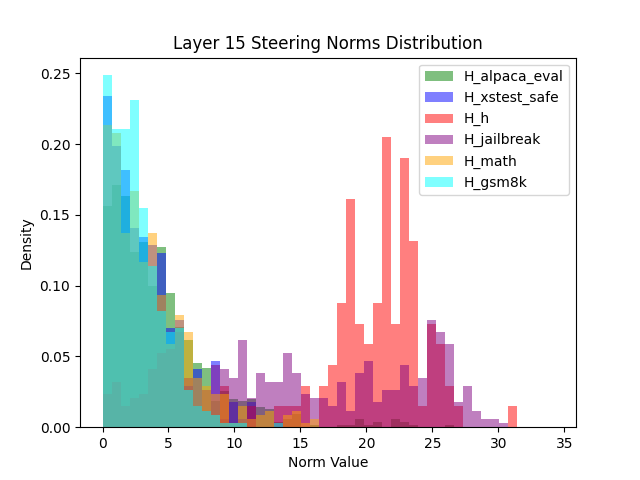 Layer 15 Steering Norms Distribution
H_alpaca_eval
H_xstest_safe
H_h
H_jailbreak
H_math
H_gsm8k
Density
0.25
0.20
0.15
0.10
0.05
0.00
0 5 10 15 20 25 30 35
Norm Value